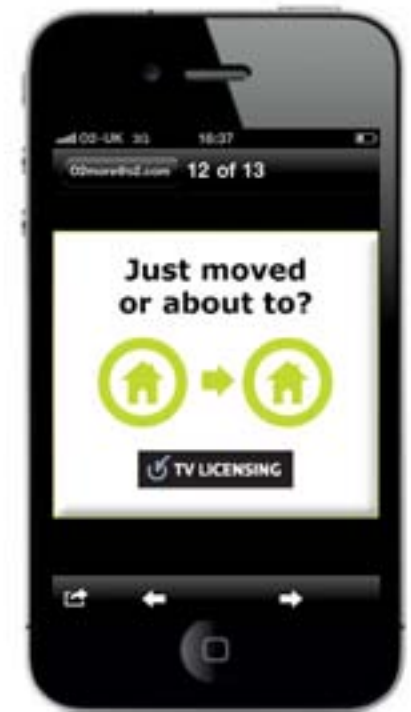 O2-UK 3G 16:37
O2more@o2.com 12 of 13
Just moved
or about to?
TV LICENSING